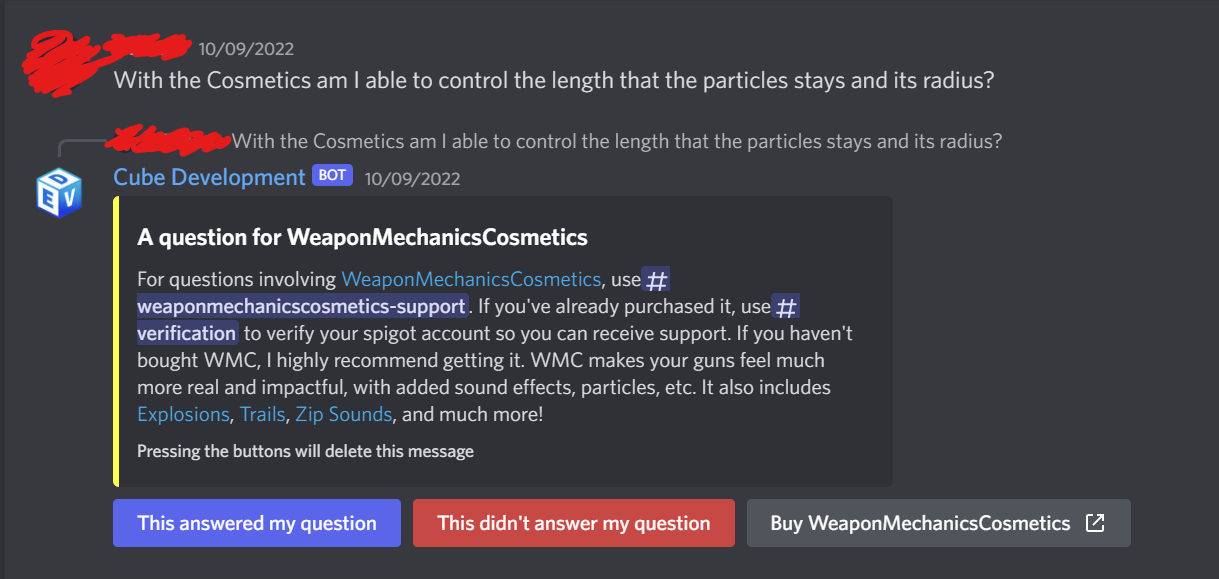 10/09/2022
With the Cosmetics am I able to control the length that the particles stays and its radius?
With the Cosmetics am I able to control the length that the particles stays and its radius?
DEV
Cube Development BOT 10/09/2022
A question for WeaponMechanicsCosmetics
For questions involving WeaponMechanicsCosmetics, use #
weaponmechanicscosmetics-support. If you've already purchased it, use #
verification to verify your spigot account so you can receive support. If you haven't
bought WMC, I highly recommend getting it. WMC makes your guns feel much
more real and impactful, with added sound effects, particles, etc. It also includes
Explosions, Trails, Zip Sounds, and much more!
Pressing the buttons will delete this message
This answered my question
This didn't answer my question
Buy WeaponMechanicsCosmetics